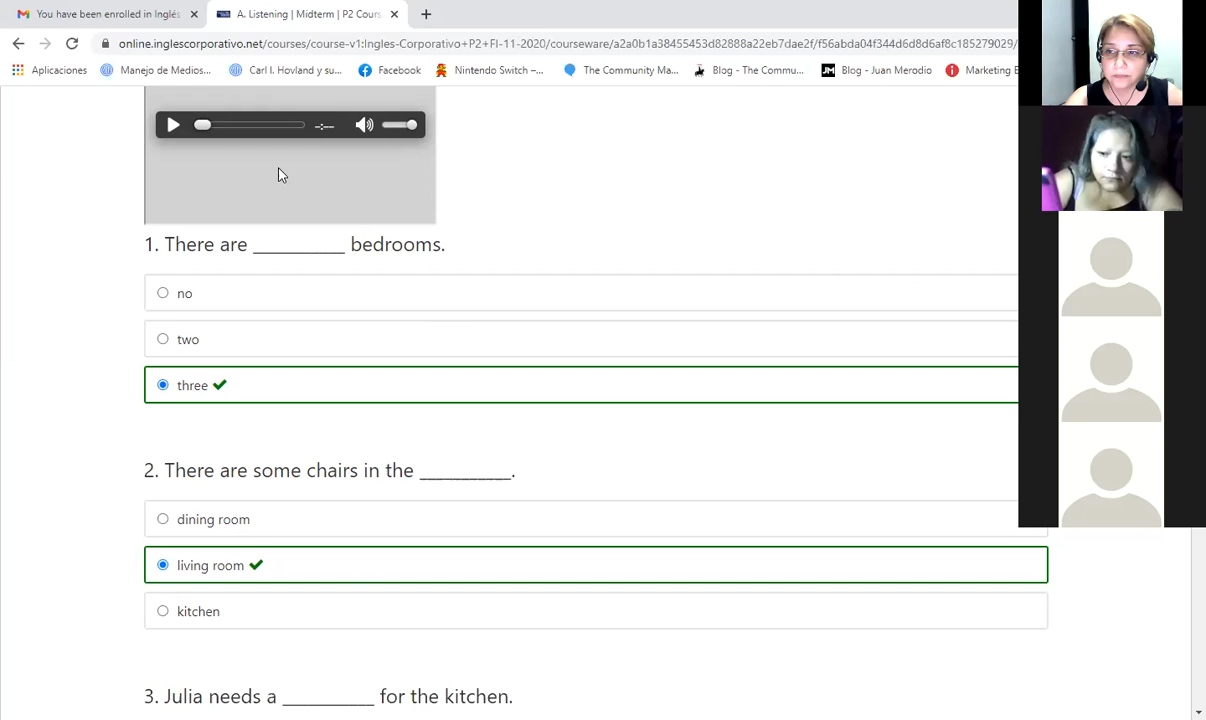 You have been enrolled in Inglés
A. Listening | Midterm | P2 Cours
online.inglescorporativo.net/courses/course-v1:Ingles-Corporativo+P2+FI-11-2020/courseware/a2a0b1a38455453d82888a22eb7dae2f/f56abda04f344d6d8d6af8c185279029/
Aplicaciones
Manejo de Medios...
Carl I. Hovland y su...
Facebook
Nintendo Switch –...
The Community Ma...
Blog - The Commu...
Blog - Juan Merodio
Marketing E
-:--
1. There are __________ bedrooms.
no
two
three
2. There are some chairs in the __________.
dining room
living room
kitchen
3. Julia needs a __________ for the kitchen.